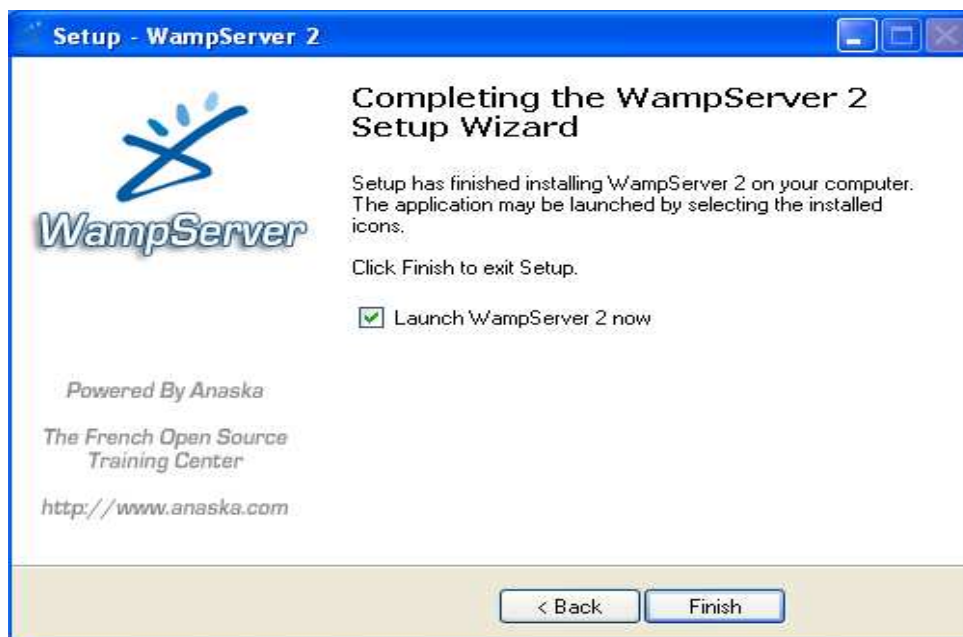 Setup - WampServer 2
WampServer
Completing the WampServer 2
Setup Wizard
Setup has finished installing WampServer 2 on your computer.
The application may be launched by selecting the installed
icons.
Click Finish to exit Setup.
Launch WampServer 2 now
Powered By Anaska
The French Open Source
Training Center
http://www.anaska.com
< Back
Finish